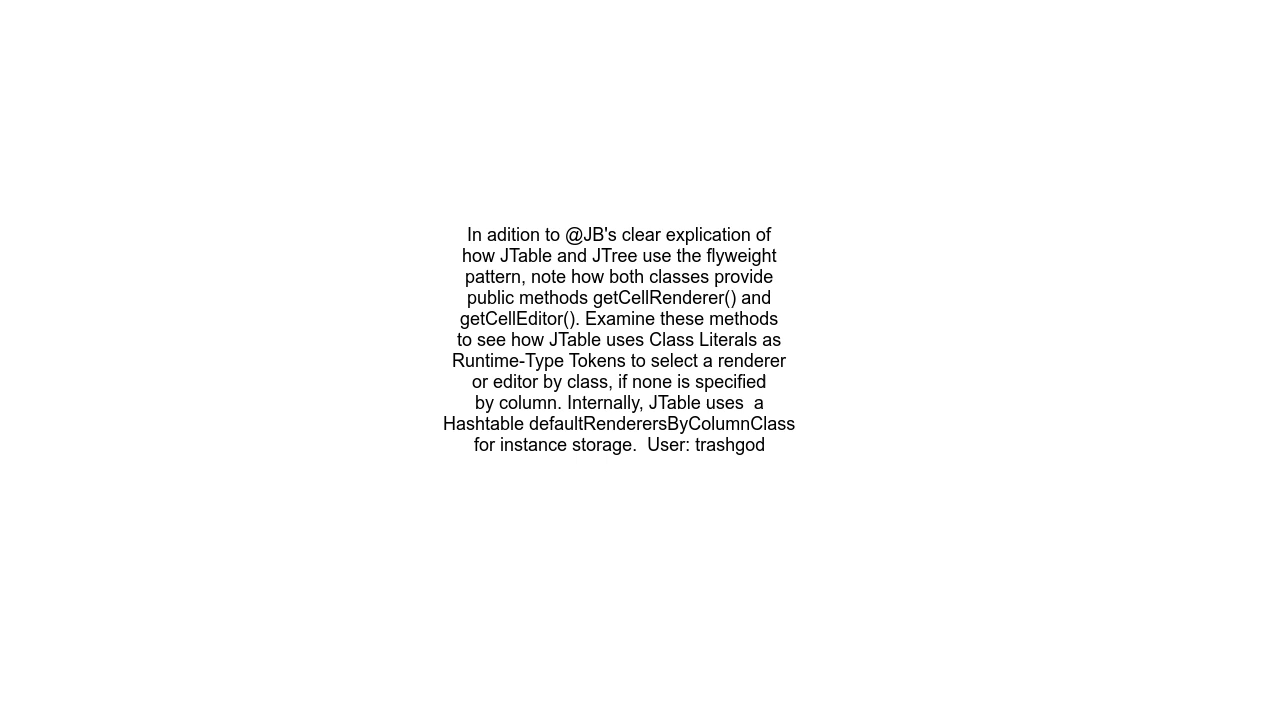 In adition to @JB's clear explication of
how JTable and JTree use the flyweight
pattern, note how both classes provide
public methods getCellRenderer() and
getCellEditor(). Examine these methods
to see how JTable uses Class Literals as
Runtime-Type Tokens to select a renderer
or editor by class, if none is specified
by column. Internally, JTable uses  a
Hashtable defaultRenderersByColumnClass
for instance storage.  User: trashgod